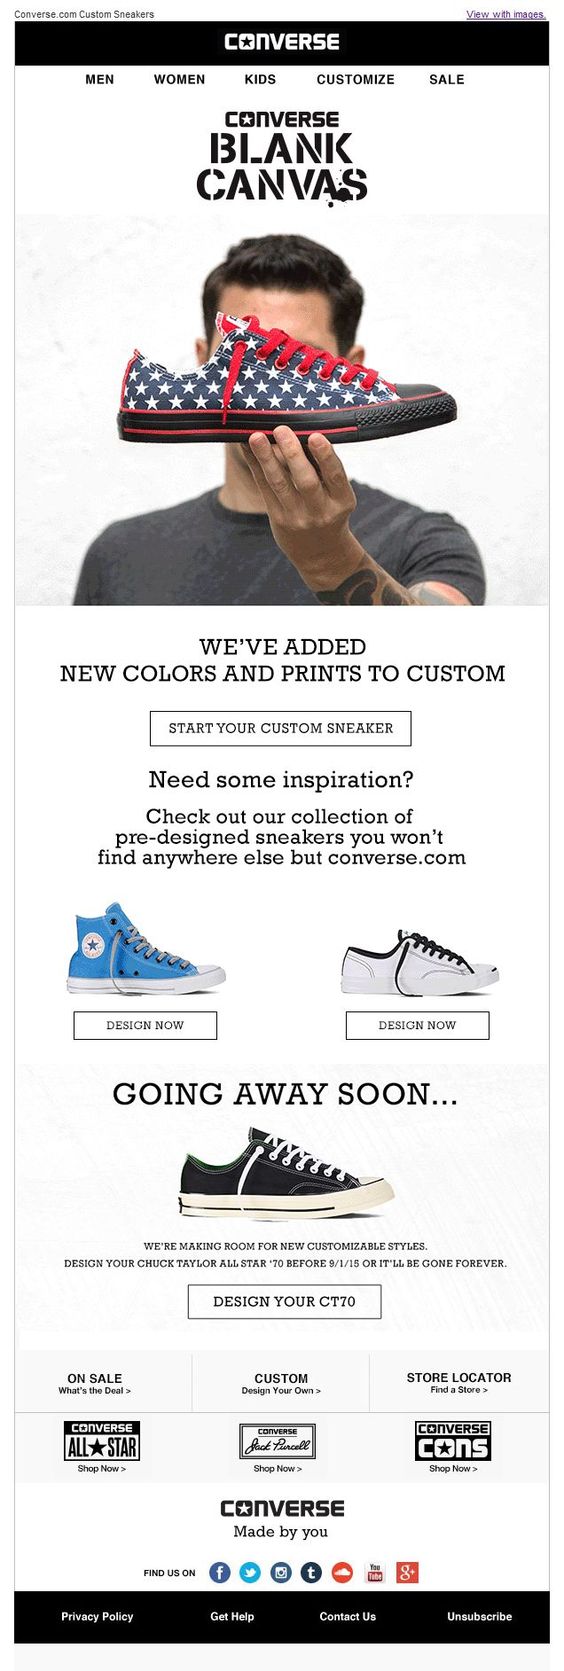 Converse.com Custom Sneakers
View with images.
CONVERSE
MEN WOMEN KIDS CUSTOMIZE SALE
CONVERSE
BLANK
CANVAS
WE'VE ADDED
NEW COLORS AND PRINTS TO CUSTOM
START YOUR CUSTOM SNEAKER
Need some inspiration?
Check out our collection of
pre-designed sneakers you won't
find anywhere else but converse.com
DESIGN NOW
DESIGN NOW
GOING AWAY SOON...
WE'RE MAKING ROOM FOR NEW CUSTOMIZABLE STYLES.
DESIGN YOUR CHUCK TAYLOR ALL STAR '70 BEFORE 9/1/15 OR IT'LL BE GONE FOREVER.
DESIGN YOUR CT70
ON SALE
What's the Deal >
CUSTOM
Design Your Own >
STORE LOCATOR
Find a Store >
CONVERSE
ALL★STAR
Shop Now >
CONVERSE
Jack Purcell
Shop Now >
CONVERSE
CONS
Shop Now >
CONVERSE
Made by you
FIND US ON
f
t
You
Tube
g+
Privacy Policy Get Help Contact Us Unsubscribe